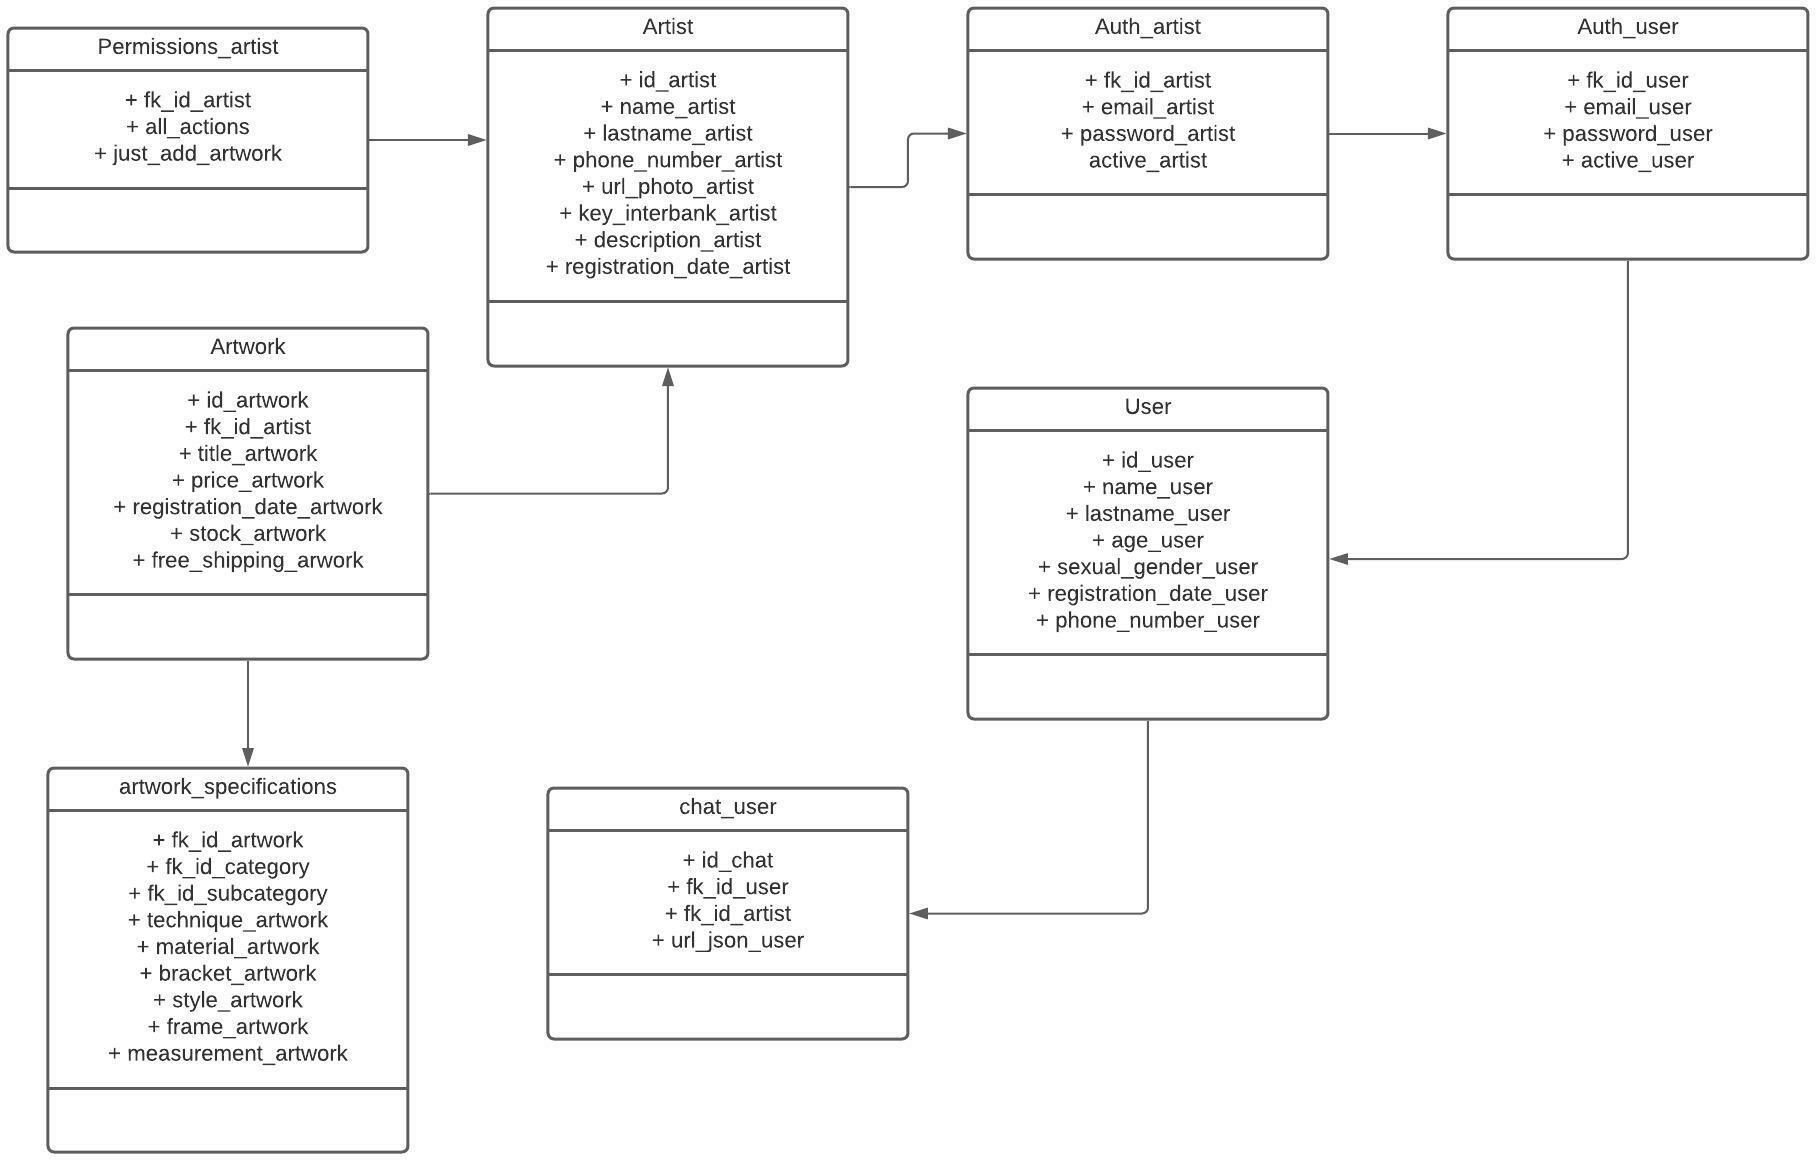 Permissions_artist
+ fk_id_artist
+ all_actions
+ just_add_artwork
Artist
+ id_artist
+ name_artist
+ lastname_artist
+ phone_number_artist
+ url_photo_artist
+ key_interbank_artist
+ description_artist
+ registration_date_artist
Auth_artist
+ fk_id_artist
+ email_artist
+ password_artist
active_artist
Auth_user
+ fk_id_user
+ email_user
+ password_user
+ active_user
Artwork
+ id_artwork
+ fk_id_artist
+ title_artwork
+ price_artwork
+ registration_date_artwork
+ stock_artwork
+ free_shipping_arwork
User
+ id_user
+ name_user
+ lastname_user
+ age_user
+ sexual_gender_user
+ registration_date_user
+ phone_number_user
artwork_specifications
+ fk_id_artwork
+ fk_id_category
+ fk_id_subcategory
+ technique_artwork
+ material_artwork
+ bracket_artwork
+ style_artwork
+ frame_artwork
+ measurement_artwork
chat_user
+ id_chat
+ fk_id_user
+ fk_id_artist
+ url_json_user